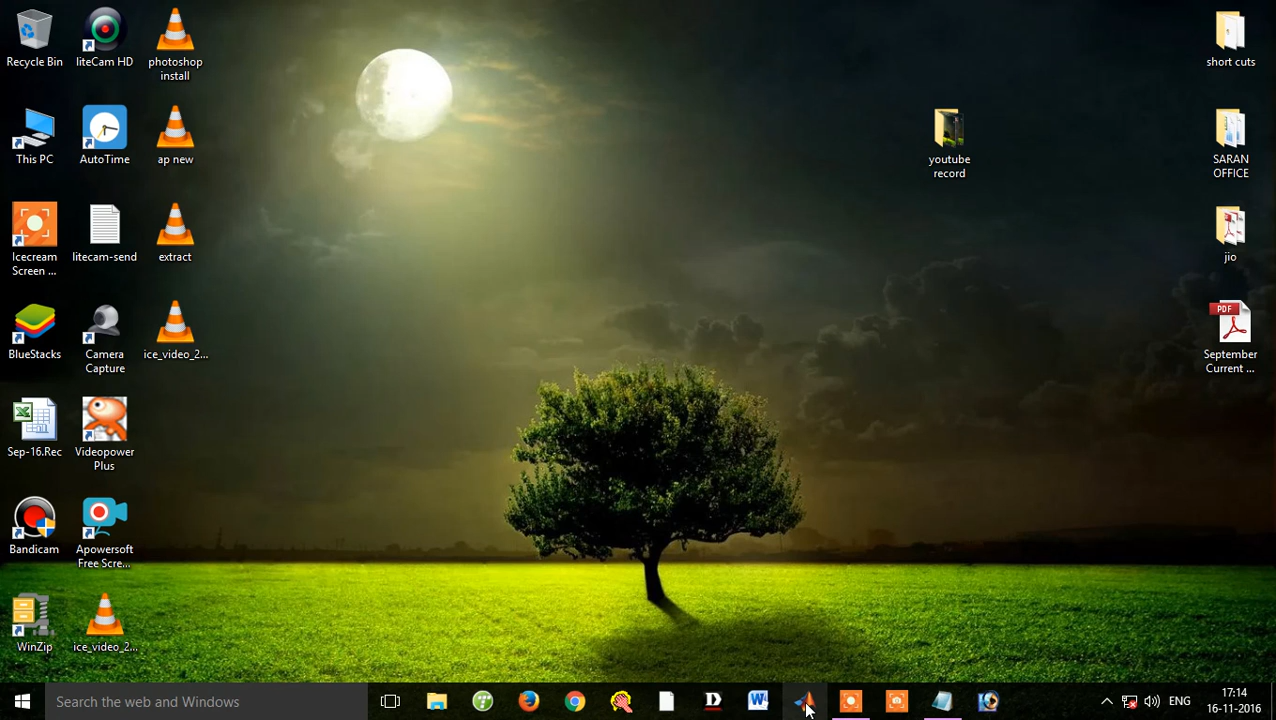 Recycle Bin
liteCam HD
photoshop
install
This PC
AutoTime
ap new
Icecream
Screen ...
litecam-send
extract
BlueStacks
Camera
Capture
ice_video_2...
Sep-16.Rec
Videopower
Plus
Bandicam
Apowersoft
Free Scre...
WinZip
ice_video_2...
youtube
record
short cuts
SARAN
OFFICE
jio
PDF
September
Current ...
Search the web and Windows
ENG
17:14
16-11-2016